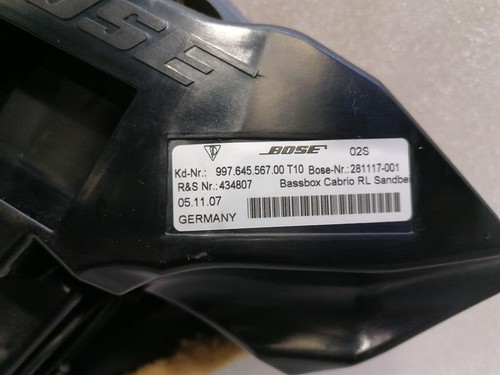 BOSE
BOSE 02S
Kd-Nr.: 997.645.567.00 T10 Bose-Nr.: 281117-001
R&S Nr.: 434807 Bassbox Cabrio RL Sandbe
05.11.07
GERMANY